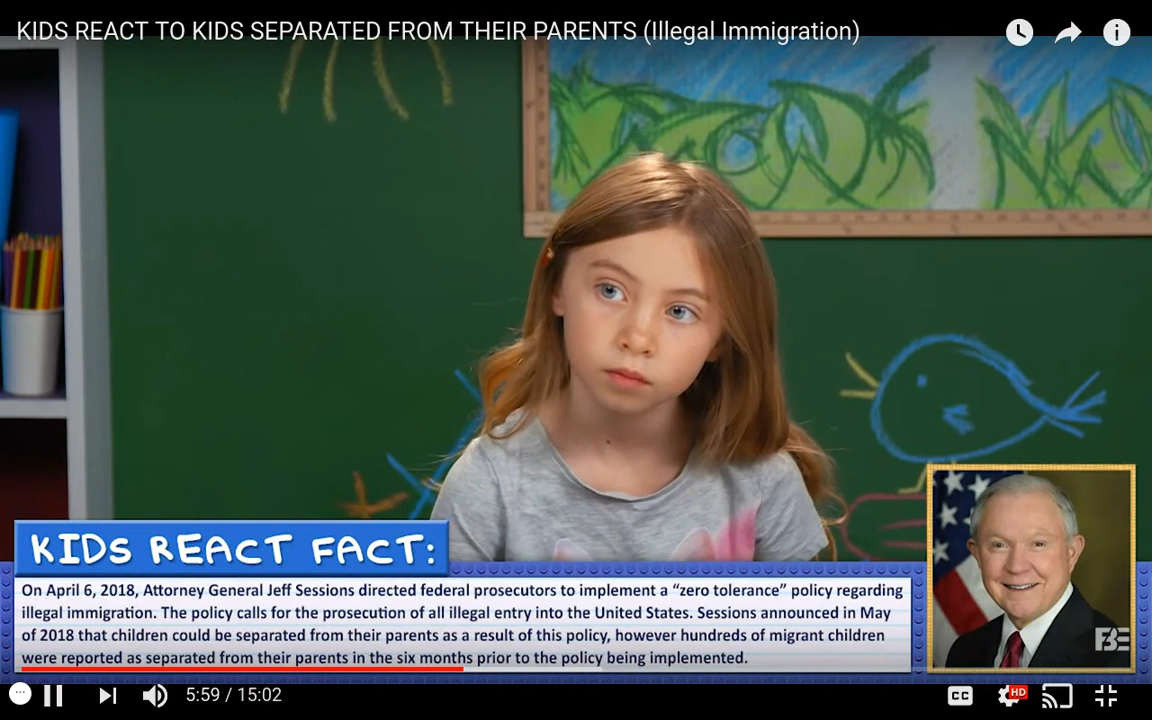 KIDS REACT TO KIDS SEPARATED FROM THEIR PARENTS (Illegal Immigration)
KIDS REACT FACT:
On April 6, 2018, Attorney General Jeff Sessions directed federal prosecutors to implement a “zero tolerance” policy regarding
illegal immigration. The policy calls for the prosecution of all illegal entry into the United States. Sessions announced in May
of 2018 that children could be separated from their parents as a result of this policy, however hundreds of migrant children
were reported as separated from their parents in the six months prior to the policy being implemented.
FBE
5:59 / 15:02
CC
HD